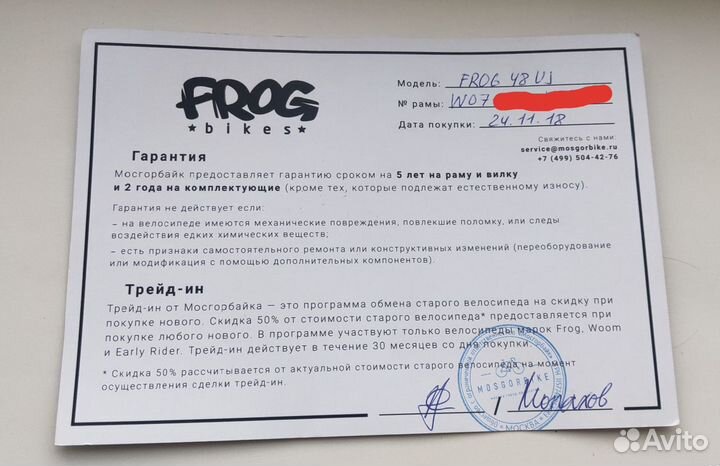 FROG
bikes
Модель: FROG 48 Uj
№ рамы: W07
Дата покупки: 24.11.18
Свяжитесь с нами:
service@mosgorbike.ru
+7 (499) 504-42-76
Гарантия
Мосгорбайк предоставляет гарантию сроком на 5 лет на раму и вилку
и 2 года на комплектующие (кроме тех, которые подлежат естественному износу).
Гарантия не действует если:
– на велосипеде имеются механические повреждения, повлекшие поломку, или следы
воздействия едких химических веществ;
– есть признаки самостоятельного ремонта или конструктивных изменений (переоборудование
или модификация с помощью дополнительных компонентов).
Трейд-ин
Трейд-ин от Мосгорбайка — это программа обмена старого велосипеда на скидку при
покупке нового. Скидка 50% от стоимости старого велосипеда* предоставляется при
покупке любого нового. В программе участвуют только велосипеды марок Frog, Woom
и Early Rider. Трейд-ин действует в течение 30 месяцев со дня покупки.
* Скидка 50% рассчитывается от актуальной стоимости старого велосипеда на момент
осуществления сделки трейд-ин.
MOSGORBIKE
МОСКВА
/
Avito